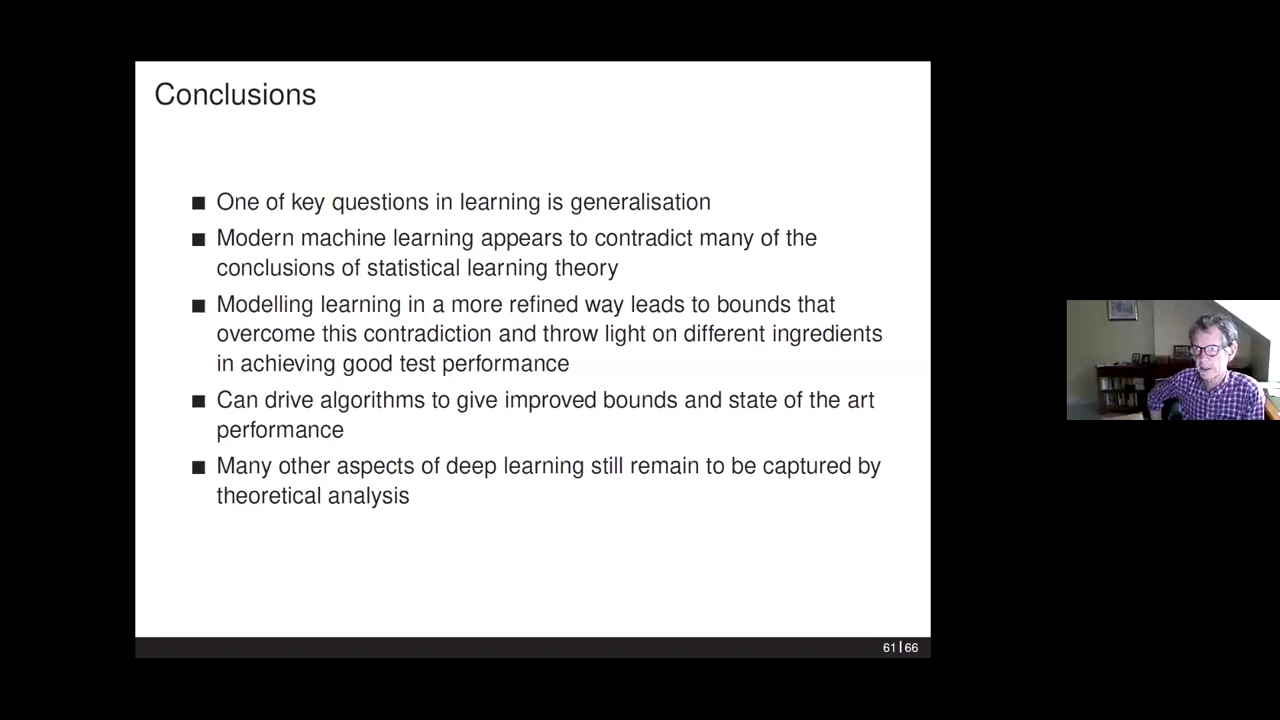 Conclusions
One of key questions in learning is generalisation
Modern machine learning appears to contradict many of the
conclusions of statistical learning theory
Modelling learning in a more refined way leads to bounds that
overcome this contradiction and throw light on different ingredients
in achieving good test performance
Can drive algorithms to give improved bounds and state of the art
performance
Many other aspects of deep learning still remain to be captured by
theoretical analysis
61|66